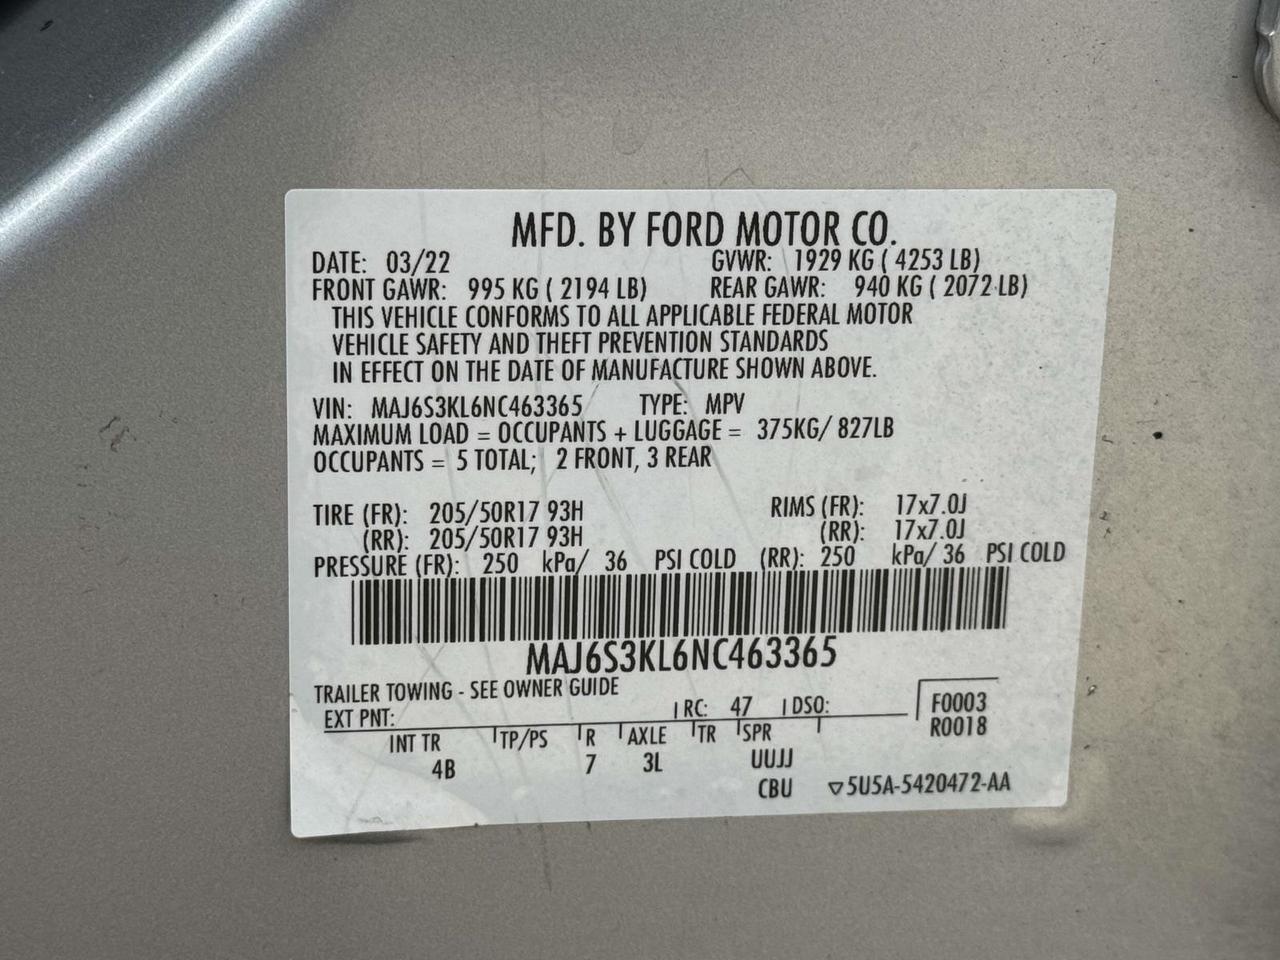 MFD. BY FORD MOTOR CO.
DATE: 03/22 GVWR: 1929 KG ( 4253 LB)
FRONT GAWR: 995 KG ( 2194 LB) REAR GAWR: 940 KG ( 2072 LB)
THIS VEHICLE CONFORMS TO ALL APPLICABLE FEDERAL MOTOR
VEHICLE SAFETY AND THEFT PREVENTION STANDARDS
IN EFFECT ON THE DATE OF MANUFACTURE SHOWN ABOVE.
VIN: MAJ6S3KL6NC463365 TYPE: MPV
MAXIMUM LOAD = OCCUPANTS + LUGGAGE = 375KG/ 827LB
OCCUPANTS = 5 TOTAL; 2 FRONT, 3 REAR
TIRE (FR): 205/50R17 93H RIMS (FR): 17x7.0J
(RR): 205/50R17 93H (RR): 17x7.0J
PRESSURE (FR): 250 kPa/ 36 PSI COLD (RR): 250 kPa/ 36 PSI COLD
MAJ6S3KL6NC463365
TRAILER TOWING - SEE OWNER GUIDE
EXT PNT: RC: 47 DSO: F0003
R0018
INT TR TP/PS R AXLE TR SPR
4B 7 3L UUJJ
CBU ▽5U5A-5420472-AA